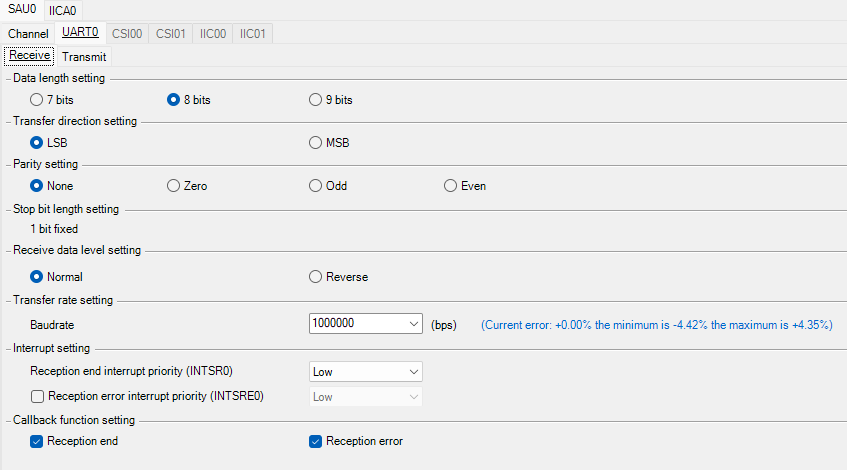 SAU0 IICA0
Channel UART0 CSI00 CSI01 IIC00 IIC01
Receive Transmit
Data length setting
7 bits 8 bits 9 bits
Transfer direction setting
LSB MSB
Parity setting
None Zero Odd Even
Stop bit length setting
1 bit fixed
Receive data level setting
Normal Reverse
Transfer rate setting
Baudrate 1000000 (bps) (Current error: +0.00% the minimum is -4.42% the maximum is +4.35%)
Interrupt setting
Reception end interrupt priority (INTSR0) Low
Reception error interrupt priority (INTSRE0) Low
Callback function setting
Reception end Reception error